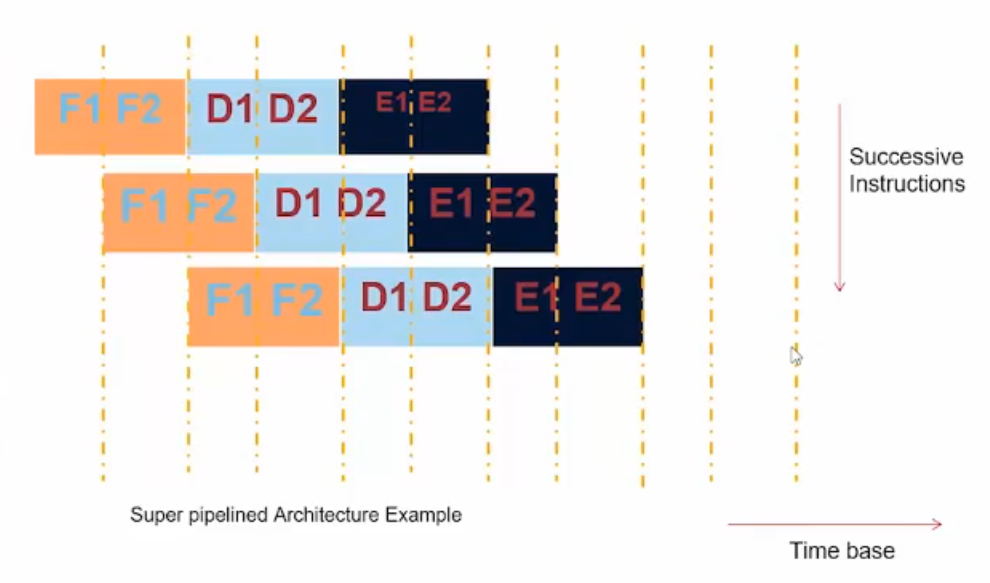 F1 F2 D1 D2 E1 E2
F1 F2 D1 D2 E1 E2
F1 F2 D1 D2 E1 E2
Successive
Instructions
Super pipelined Architecture Example
Time base